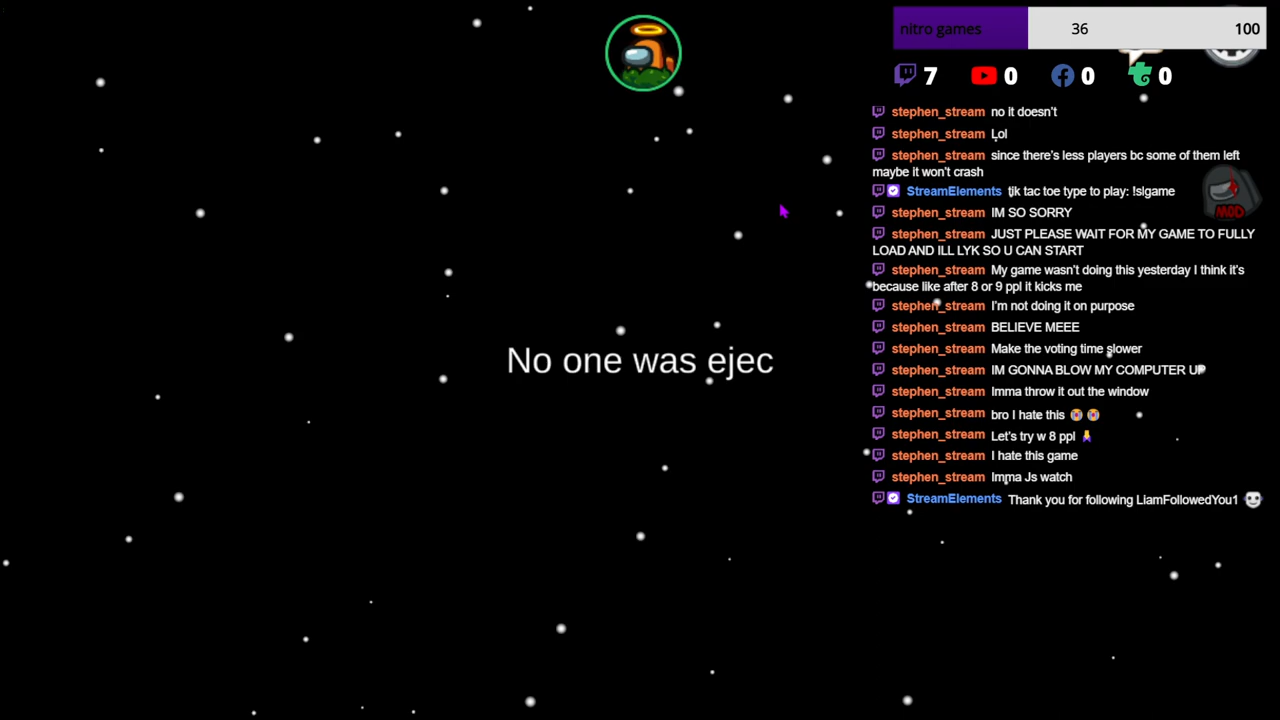 nitro games 36 100
7 0 0 0
stephen_stream no it doesn't
stephen_stream Lol
stephen_stream since there's less players bc some of them left
maybe it won't crash
StreamElements tik tac toe type to play: !slgame
MOD
stephen_stream IM SO SORRY
stephen_stream JUST PLEASE WAIT FOR MY GAME TO FULLY
LOAD AND ILL LYK SO U CAN START
stephen_stream My game wasn't doing this yesterday I think it's
because like after 8 or 9 ppl it kicks me
stephen_stream I'm not doing it on purpose
stephen_stream BELIEVE MEEE
stephen_stream Make the voting time slower
No one was ejec
stephen_stream IM GONNA BLOW MY COMPUTER UP
stephen_stream Imma throw it out the window
stephen_stream bro I hate this 😭 😭
stephen_stream Let's try w 8 ppl
stephen_stream I hate this game
stephen_stream Imma Js watch
StreamElements Thank you for following LiamFollowedYou1